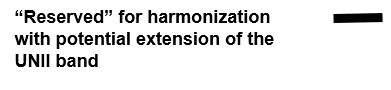 “Reserved” for harmonization
with potential extension of the
UNII band